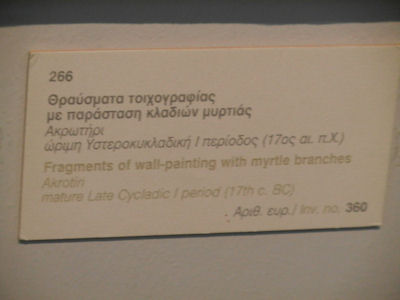 266
Θραύσματα τοιχογραφίας
με παράσταση κλαδιών μυρτιάς
Ακρωτήρι
ώριμη Υστεροκυκλαδική Ι περίοδος (17ος αι. π.Χ.)
Fragments of wall-painting with myrtle branches
Akrotiri
mature Late Cycladic I period (17th c. BC)
Αριθ. ευρ./ Inv. no. 360